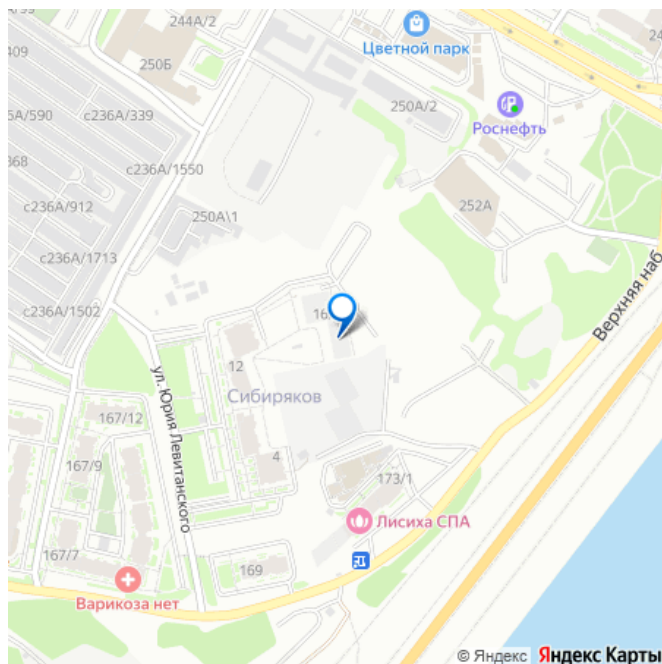 244А/2
250Б
Цветной парк
409
с236А/339
А/590
250А/2
Роснефть
с236А/1550
868
252А
с236А/912
250А\1
с236А/1713
Верхняя наб
с236А/1502
12
Сибиряков
ул. Юрия Левитанского
167/12
4
167/9
173/1
Лисиха СПА
167/7
169
Варикоза нет
© Яндекс Яндекс Карты